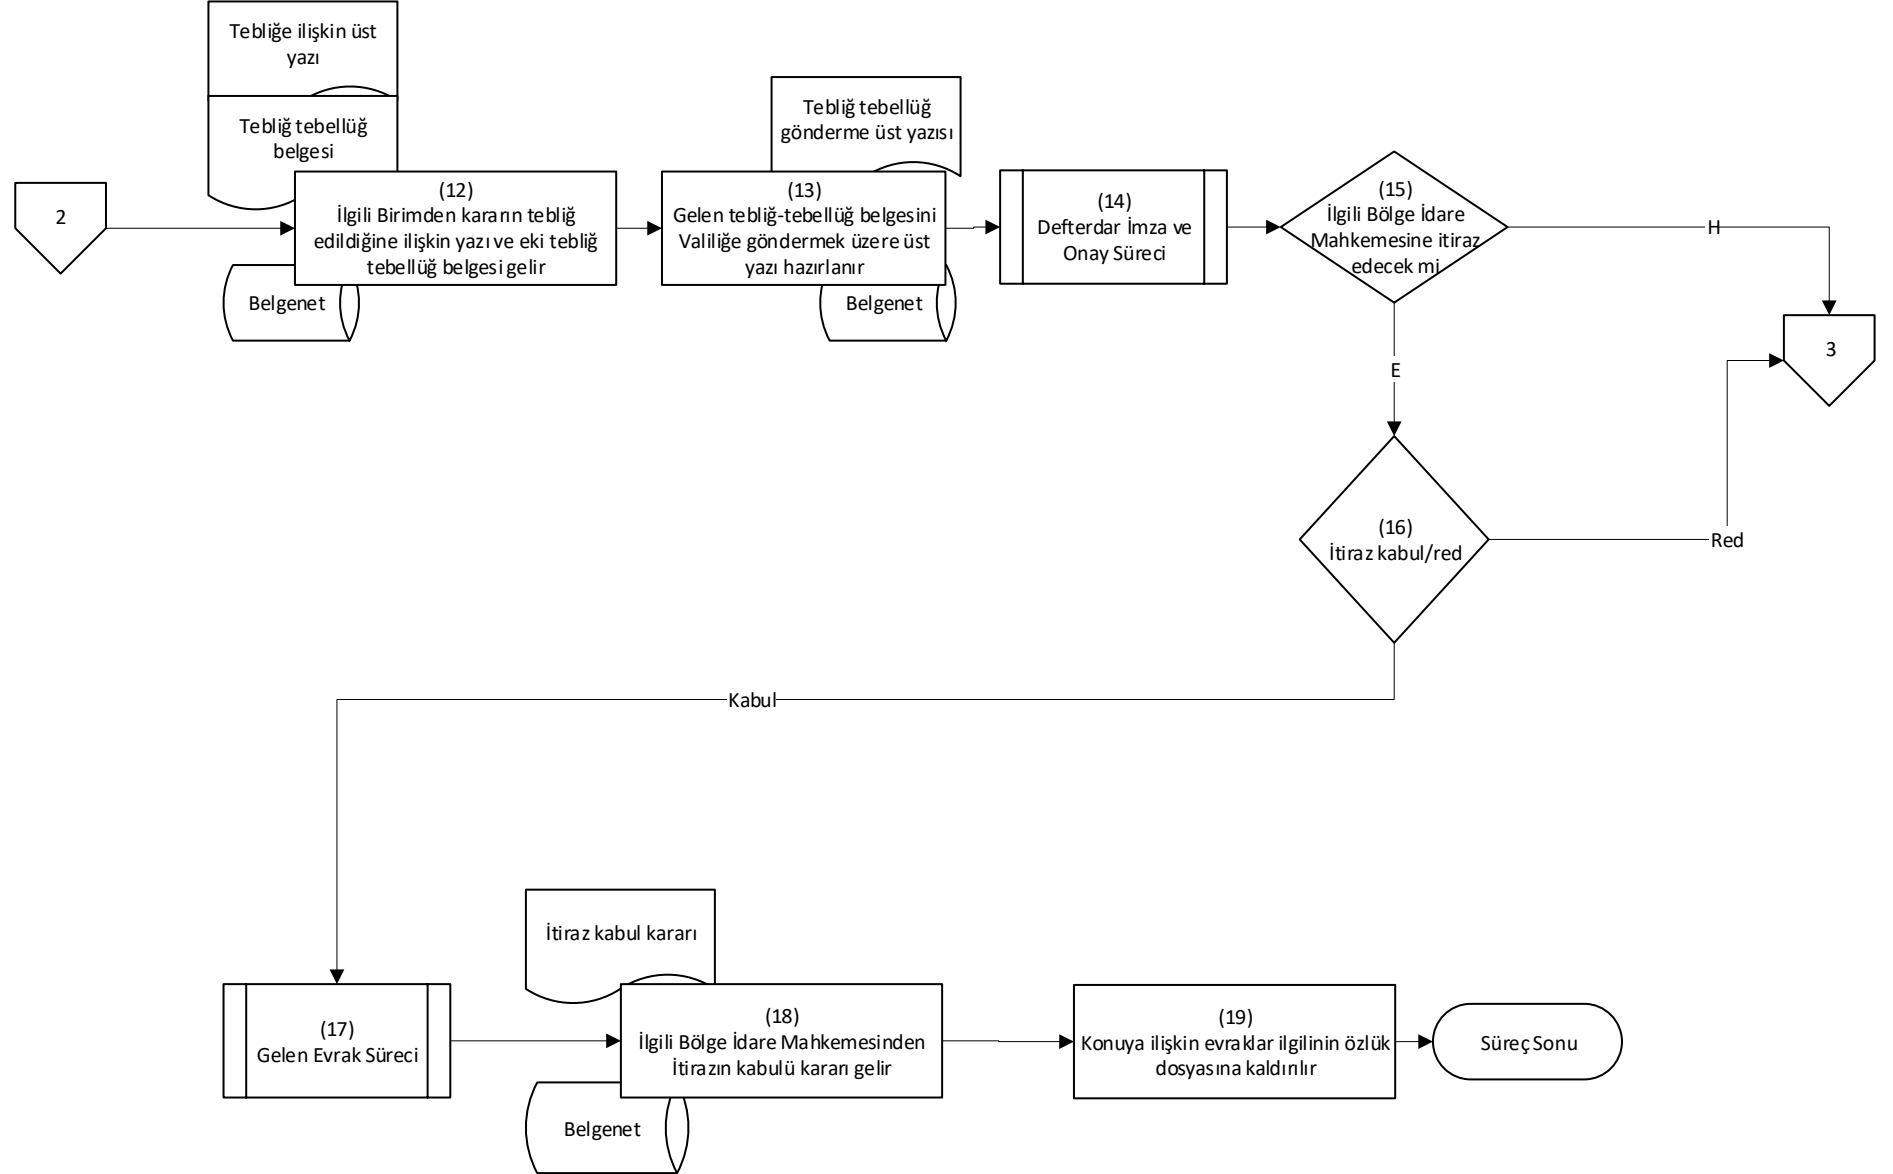 Tebliğe ilişkin üst
yazı
Tebliğ tebellüğ
belgesi
2
(12)
İlgili Birimden kararın tebliğ
edildiğine ilişkin yazı ve eki tebliğ
tebellüğ belgesi gelir
Belgenet
Tebliğ tebellüğ
gönderme üst yazısı
(13)
Gelen tebliğ-tebellüğ belgesini
Valiliğe göndermek üzere üst
yazı hazırlanır
Belgenet
(14)
Defterdar İmza ve
Onay Süreci
(15)
İlgili Bölge İdare
Mahkemesine itiraz
edecek mi
H
E
3
(16)
İtiraz kabul/red
Red
Kabul
(17)
Gelen Evrak Süreci
İtiraz kabul kararı
(18)
İlgili Bölge İdare Mahkemesinden
İtirazın kabulü kararı gelir
Belgenet
(19)
Konuya ilişkin evraklar ilgilinin özlük
dosyasına kaldırılır
Süreç Sonu